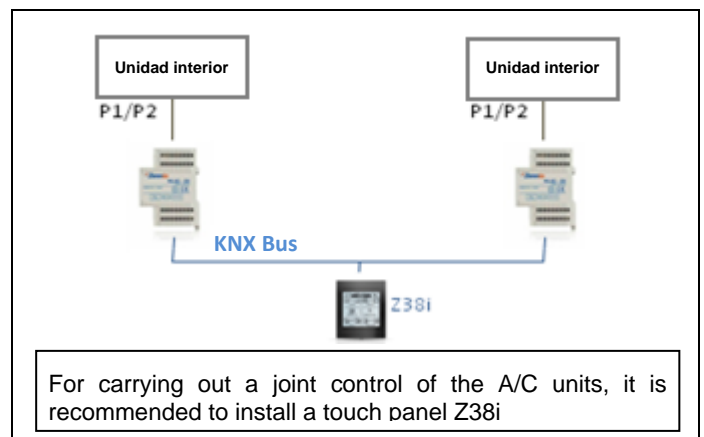 Unidad interior Unidad interior
P1/P2 P1/P2
KNX Bus
Z38i
For carrying out a joint control of the A/C units, it is
recommended to install a touch panel Z38i